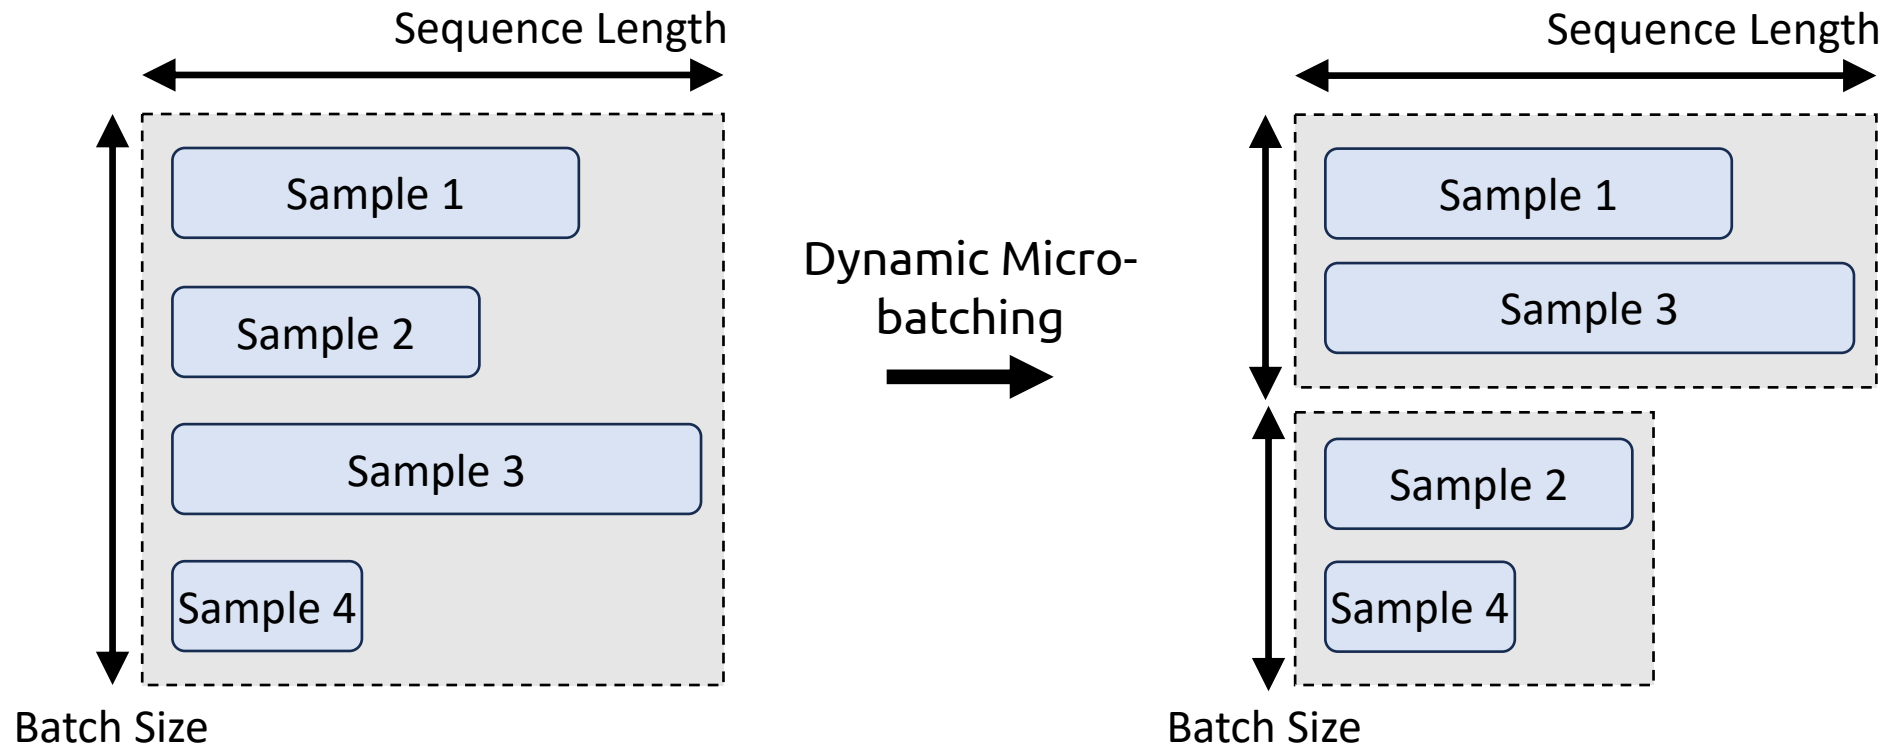 Sequence Length
Sample 1
Sample 2
Sample 3
Sample 4
Batch Size
Dynamic Micro-
batching
Sequence Length
Sample 1
Sample 3
Sample 2
Sample 4
Batch Size